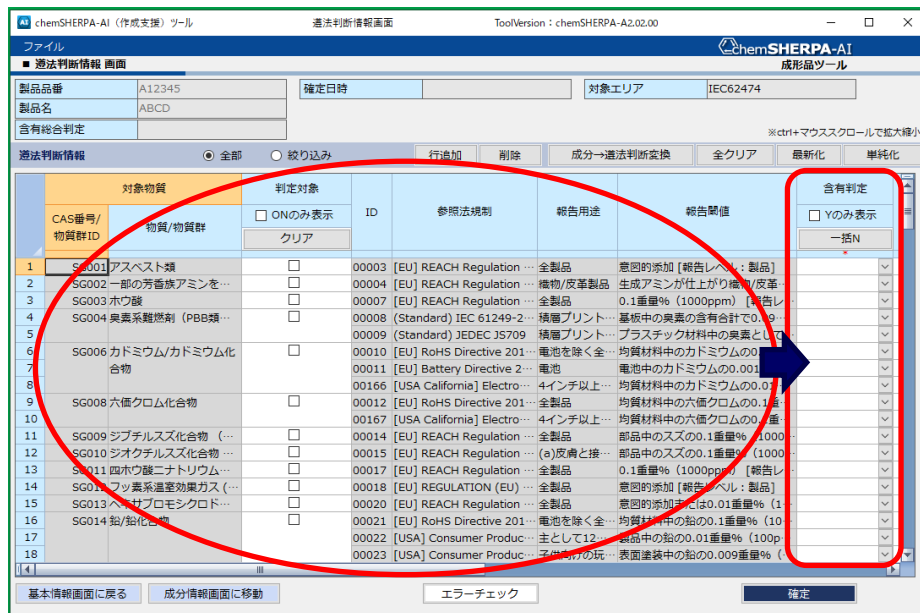 chemSHERPA-AI（作成支援）ツール 遵法判断情報画面 ToolVersion：chemSHERPA-A2.02.00
ファイル chemSHERPA-AI
■ 遵法判断情報 画面 成形品ツール
製品品番 A12345 確定日時 対象エリア IEC62474
製品名 ABCD
含有総合判定
※ctrl+マウススクロールで拡大縮小
遵法判断情報 全部 絞り込み 行追加 削除 成分→遵法判断変換 全クリア 最新化 単純化
対象物質 判定対象 ID 参照法規制 報告用途 報告閾値 含有判定
CAS番号/物質群ID 物質/物質群 ONのみ表示 Yのみ表示
クリア 一括N
*
1 SG001 アスベスト類 00003 [EU] REACH Regulation … 全製品 意図的添加 [報告レベル：製品]
2 SG002 一部の芳香族アミンを… 00004 [EU] REACH Regulation … 織物/皮革製品 生成アミンが仕上がり織物/皮革…
3 SG003 ホウ酸 00007 [EU] REACH Regulation … 全製品 0.1重量%（1000ppm） [報告レ…
4 SG004 臭素系難燃剤（PBB類… 00008 (Standard) IEC 61249-2… 積層プリント… 基板中の臭素の含有合計で0.09…
5 00009 (Standard) JEDEC JS709 積層プリント… プラスチック材料中の臭素として…
6 SG006 カドミウム/カドミウム化合物 00010 [EU] RoHS Directive 201… 電池を除く全… 均質材料中のカドミウムの0.
7 00011 [EU] Battery Directive 2… 電池 電池中のカドミウムの0.001
8 00166 [USA California] Electro… 4インチ以上… 均質材料中のカドミウムの0.01
9 SG008 六価クロム化合物 00012 [EU] RoHS Directive 201… 電池を除く全… 均質材料中の六価クロムの0.1重…
10 00167 [USA California] Electro… 4インチ以上… 均質材料中の六価クロムの0.1重…
11 SG009 ジブチルスズ化合物 （… 00014 [EU] REACH Regulation … 全製品 部品中のスズの0.1重量%（1000…
12 SG010 ジオクチルスズ化合物… 00015 [EU] REACH Regulation … (a)皮膚と接… 部品中のスズの0.1重量%（1000…
13 SG011 四ホウ酸ニナトリウム… 00017 [EU] REACH Regulation … 全製品 0.1重量%（1000ppm） [報告レ…
14 SG012 フッ素系温室効果ガス (… 00018 [EU] REGULATION (EU) … 全製品 意図的添加 [報告レベル：製品]
15 SG013 ヘキサブロモシクロド… 00020 [EU] REACH Regulation … 全製品 意図的添加または0.01重量%（1…
16 SG014 鉛/鉛化合物 00021 [EU] RoHS Directive 201… 電池を除く全… 均質材料中の鉛の0.1重量%（10…
17 00022 [USA] Consumer Produc… 主として12… 製品中の鉛の0.01重量%（100p…
18 00023 [USA] Consumer Produc… 子供向けの玩… 表面塗装中の鉛の0.009重量%（…
基本情報画面に戻る 成分情報画面に移動 エラーチェック 確定